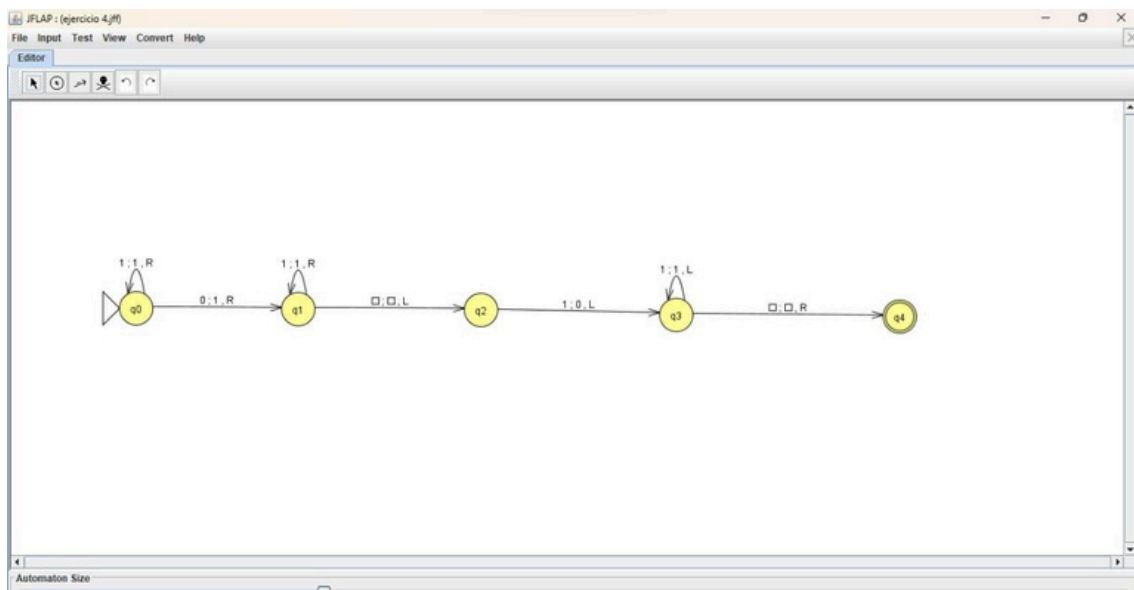 JFLAP : (ejercicio 4.jff)
File Input Test View Convert Help
Editor
1 ; 1 , R
1 ; 1 , R
1 ; 1 , L
0 ; 1 , R
□ ; □ , L
1 ; 0 , L
□ ; □ , R
q0
q1
q2
q3
q4
Automaton Size